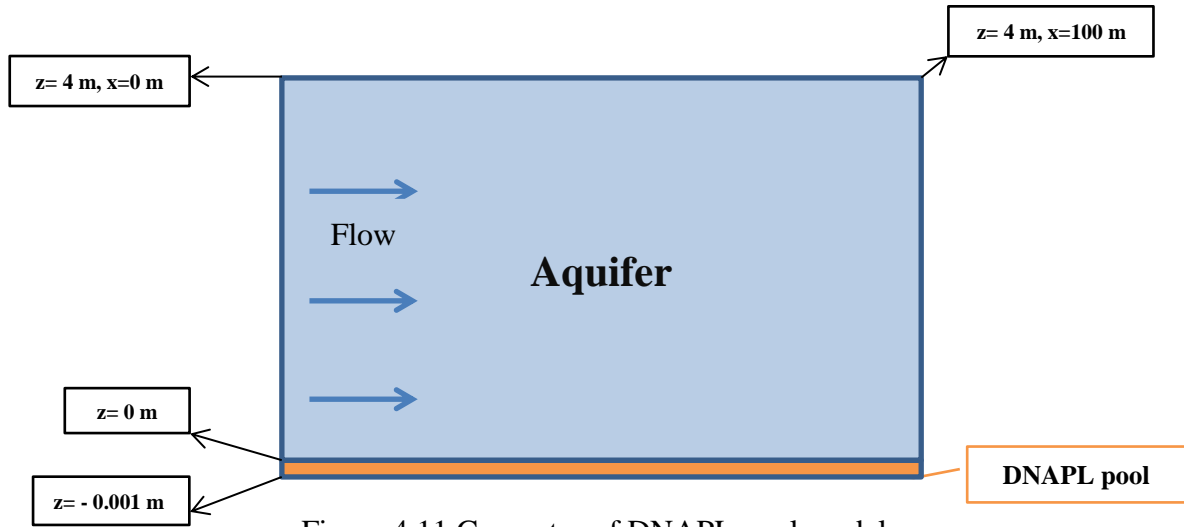 z= 4 m, x=100 m
z= 4 m, x=0 m
Flow
Aquifer
z= 0 m
DNAPL pool
z= - 0.001 m